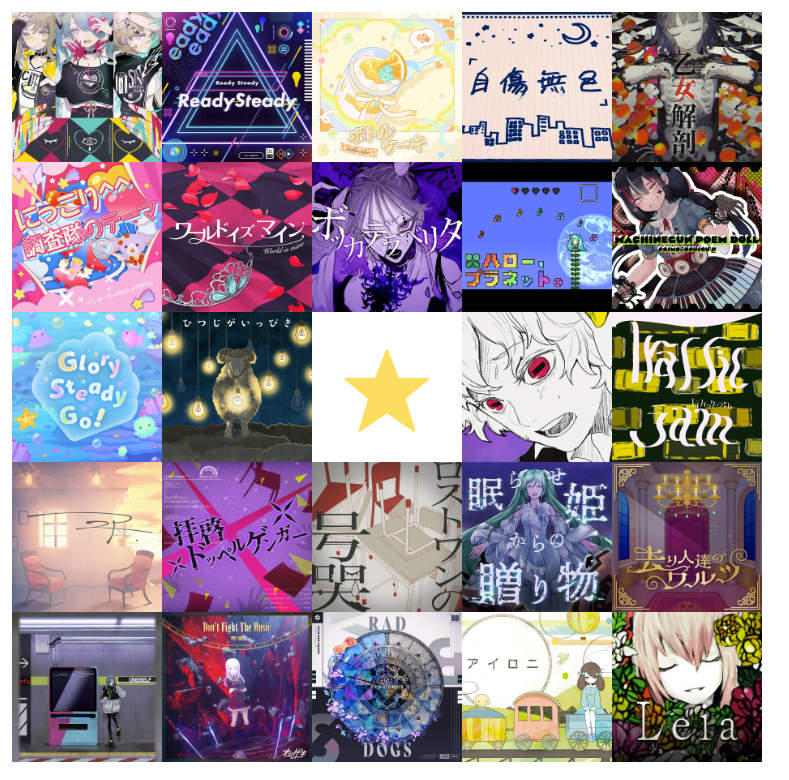 Ready Steady
ReadySteady
ボトル
ケーキ
自傷無色
乙女解剖
にっこり^^
調査隊のテーマ
ワールドイズマイン
World is mine
ボッカデラベリタ
ハロー、
プラネット。
MACHINEGUN POEM DOLL
Glory
Steady
Go!
ひつじがいっぴき
Traffic
Jam
拝啓
ドッペルゲンガー
ロストワンの
号哭
眠らせ姫
からの
贈り物
去り人達の
ワルツ
ONESELF
Don't Fight The Music
RAD
DOGS
アイロニ
Leia